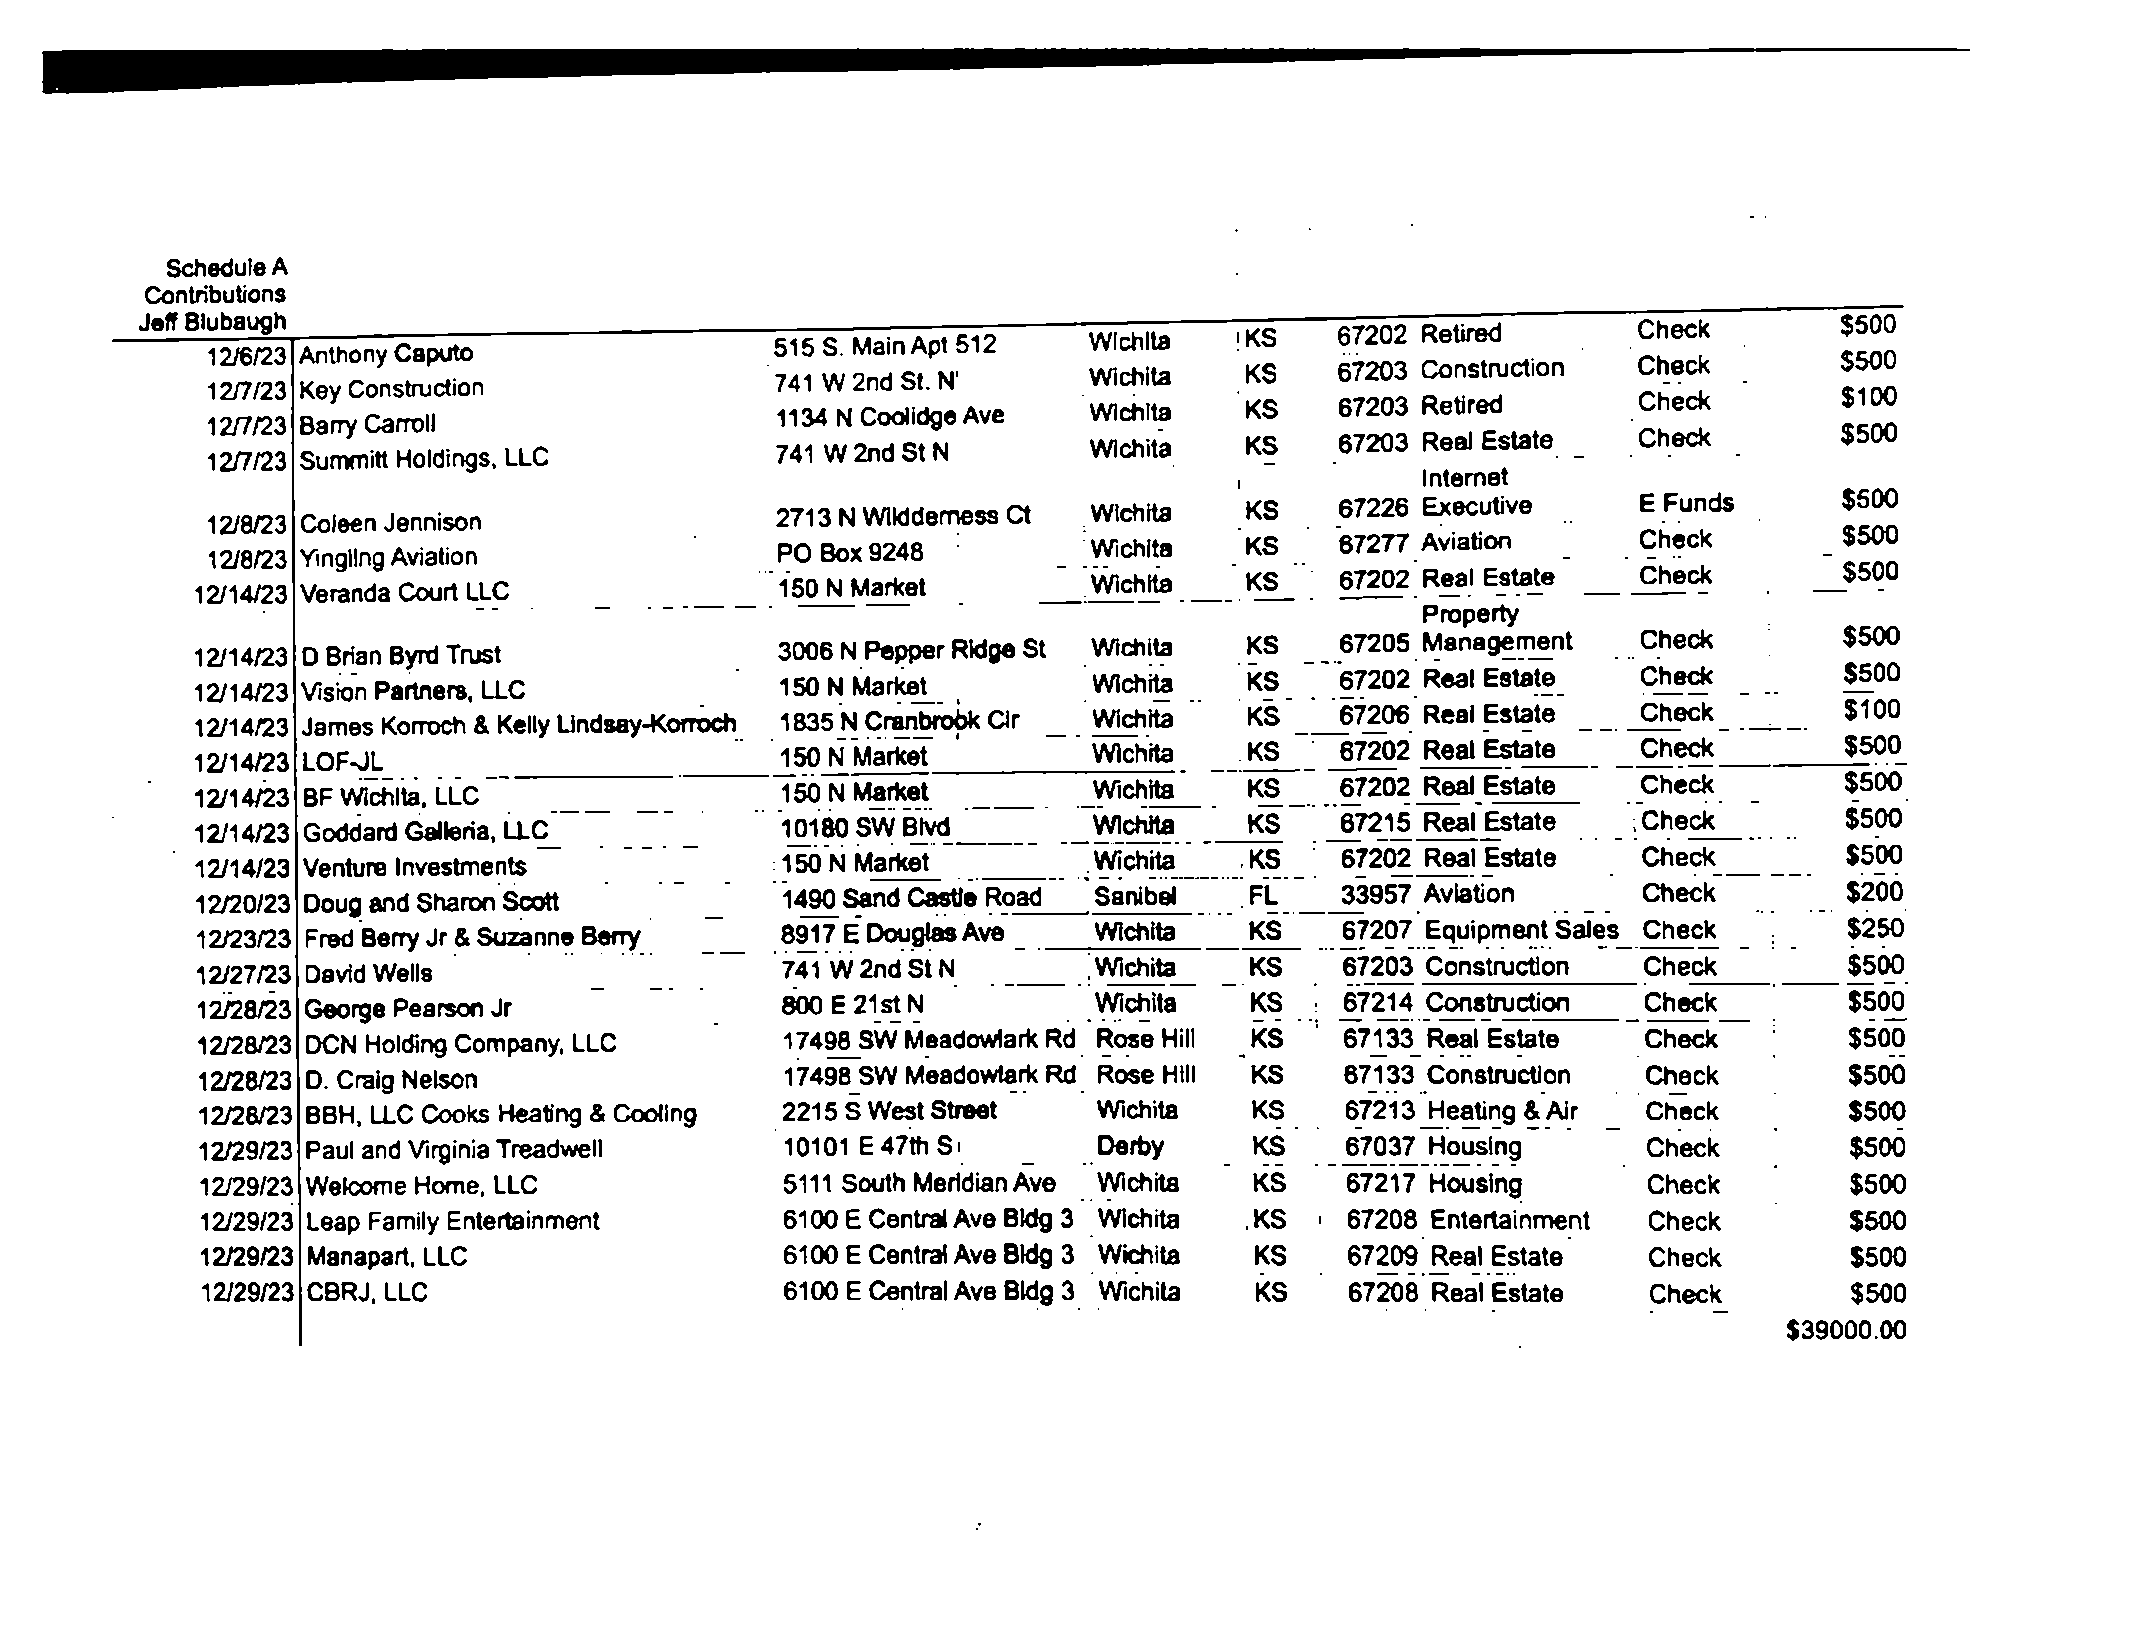 Schedule A
Contributions
Jeff Blubaugh
12/6/23 Anthony Caputo 515 S. Main Apt 512 Wichita KS 67202 Retired Check $500
12/7/23 Key Construction 741 W 2nd St. N' Wichita KS 67203 Construction Check $500
12/7/23 Barry Carroll 1134 N Coolidge Ave Wichita KS 67203 Retired Check $100
12/7/23 Summitt Holdings, LLC 741 W 2nd St N Wichita KS 67203 Real Estate Check $500
Internet
12/8/23 Coleen Jennison 2713 N Wildderness Ct Wichita KS 67226 Executive E Funds $500
12/8/23 Yingling Aviation PO Box 9248 Wichita KS 67277 Aviation Check $500
12/14/23 Veranda Court LLC 150 N Market Wichita KS 67202 Real Estate Check $500
Property
12/14/23 D Brian Byrd Trust 3006 N Pepper Ridge St Wichita KS 67205 Management Check $500
12/14/23 Vision Partners, LLC 150 N Market Wichita KS 67202 Real Estate Check $500
12/14/23 James Korroch & Kelly Lindsay-Korroch 1835 N Cranbrook Cir Wichita KS 67206 Real Estate Check $100
12/14/23 LOF-JL 150 N Market Wichita KS 67202 Real Estate Check $500
12/14/23 BF Wichita, LLC 150 N Market Wichita KS 67202 Real Estate Check $500
12/14/23 Goddard Galleria, LLC 10180 SW Blvd Wichita KS 67215 Real Estate Check $500
12/14/23 Venture Investments 150 N Market Wichita KS 67202 Real Estate Check $500
12/20/23 Doug and Sharon Scott 1490 Sand Castle Road Sanibel FL 33957 Aviation Check $200
12/23/23 Fred Berry Jr & Suzanne Berry 8917 E Douglas Ave Wichita KS 67207 Equipment Sales Check $250
12/27/23 David Wells 741 W 2nd St N Wichita KS 67203 Construction Check $500
12/28/23 George Pearson Jr 800 E 21st N Wichita KS 67214 Construction Check $500
12/28/23 DCN Holding Company, LLC 17498 SW Meadowlark Rd Rose Hill KS 67133 Real Estate Check $500
12/28/23 D. Craig Nelson 17498 SW Meadowlark Rd Rose Hill KS 67133 Construction Check $500
12/28/23 BBH, LLC Cooks Heating & Cooling 2215 S West Street Wichita KS 67213 Heating & Air Check $500
12/29/23 Paul and Virginia Treadwell 10101 E 47th S Derby KS 67037 Housing Check $500
12/29/23 Welcome Home, LLC 5111 South Meridian Ave Wichita KS 67217 Housing Check $500
12/29/23 Leap Family Entertainment 6100 E Central Ave Bldg 3 Wichita KS 67208 Entertainment Check $500
12/29/23 Manapart, LLC 6100 E Central Ave Bldg 3 Wichita KS 67209 Real Estate Check $500
12/29/23 CBRJ, LLC 6100 E Central Ave Bldg 3 Wichita KS 67208 Real Estate Check $500
$39000.00